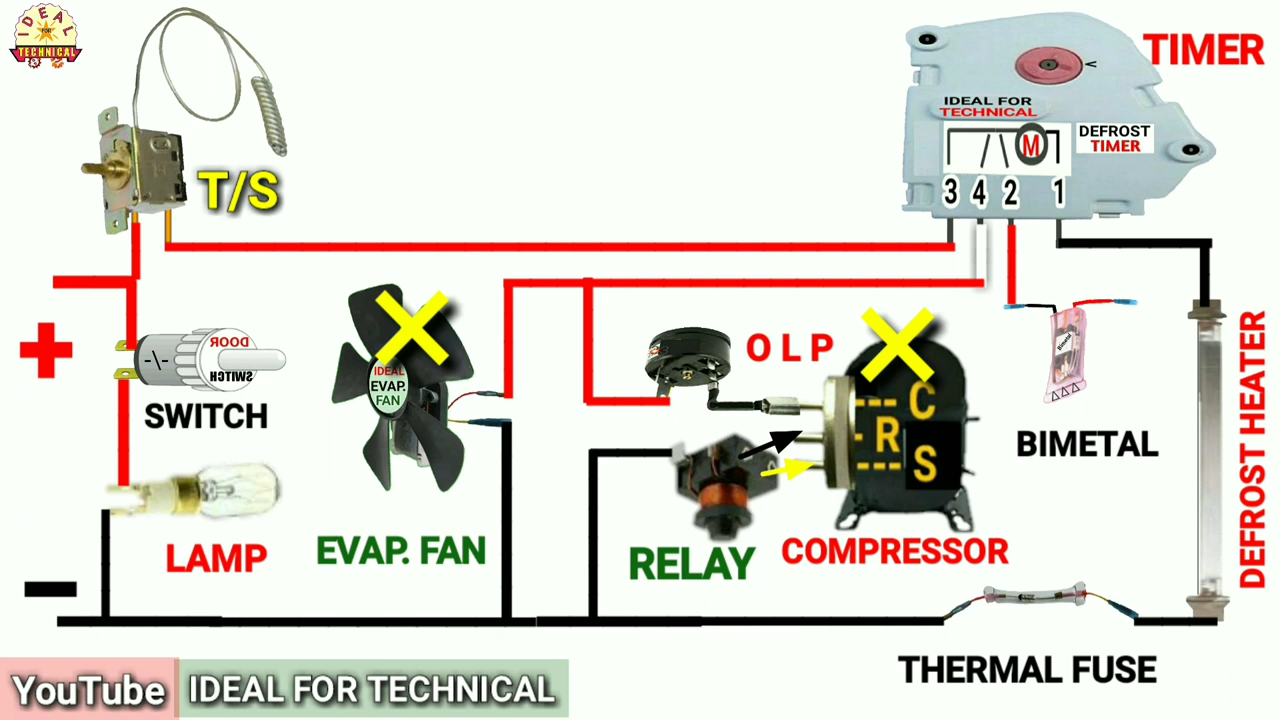 IDEAL
FOR
TECHNICAL
TIMER
IDEAL FOR
TECHNICAL
DEFROST
TIMER
M
3 4 2 1
T/S
DOOR
SWITCH
SWITCH
IDEAL
EVAP.
FAN
O L P
C
R
S
Bimetal
BIMETAL
DEFROST HEATER
LAMP
EVAP. FAN
RELAY
COMPRESSOR
THERMAL FUSE
YouTube
IDEAL FOR TECHNICAL